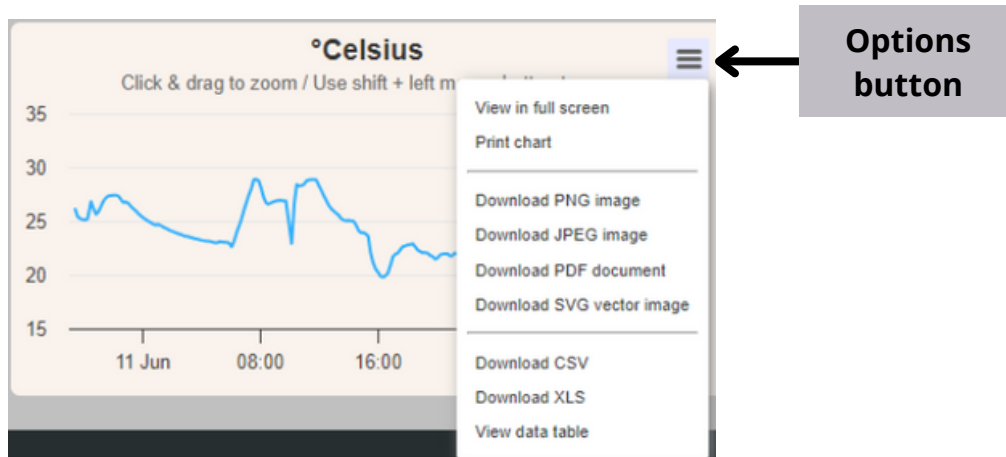 °Celsius
Click & drag to zoom / Use shift + left
Options
button
View in full screen
Print chart
Download PNG image
Download JPEG image
Download PDF document
Download SVG vector image
Download CSV
Download XLS
View data table
35
30
25
20
15
11 Jun 08:00 16:00